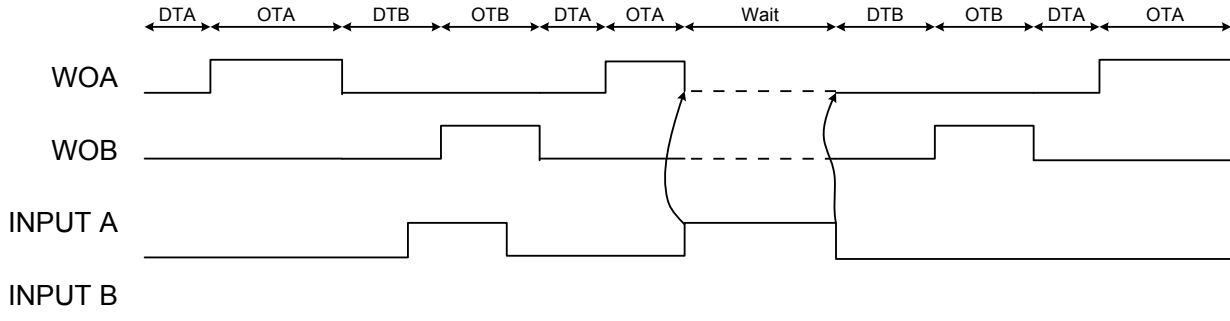 DTA OTA DTB OTB DTA OTA Wait DTB OTB DTA OTA
WOA
WOB
INPUT A
INPUT B